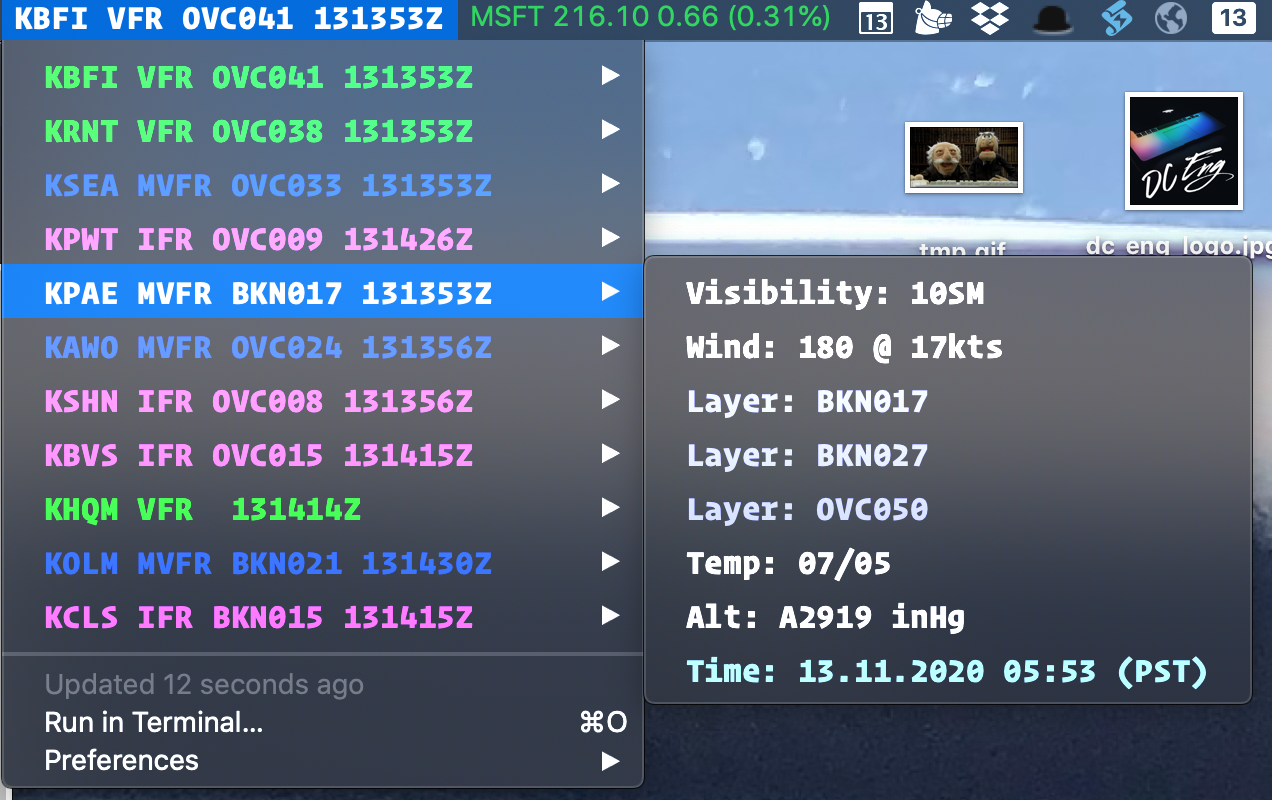 KBFI VFR OVC041 131353Z MSFT 216.10 0.66 (0.31%) 13 13
KBFI VFR OVC041 131353Z
KRNT VFR OVC038 131353Z
KSEA MVFR OVC033 131353Z
KPWT IFR OVC009 131426Z
KPAE MVFR BKN017 131353Z
KAWO MVFR OVC024 131356Z
KSHN IFR OVC008 131356Z
KBVS IFR OVC015 131415Z
KHQM VFR 131414Z
KOLM MVFR BKN021 131430Z
KCLS IFR BKN015 131415Z
Updated 12 seconds ago
Run in Terminal... ⌘O
Preferences
DC Eng
tmp.gif
dc_eng_logo.jpg
Visibility: 10SM
Wind: 180 @ 17kts
Layer: BKN017
Layer: BKN027
Layer: OVC050
Temp: 07/05
Alt: A2919 inHg
Time: 13.11.2020 05:53 (PST)